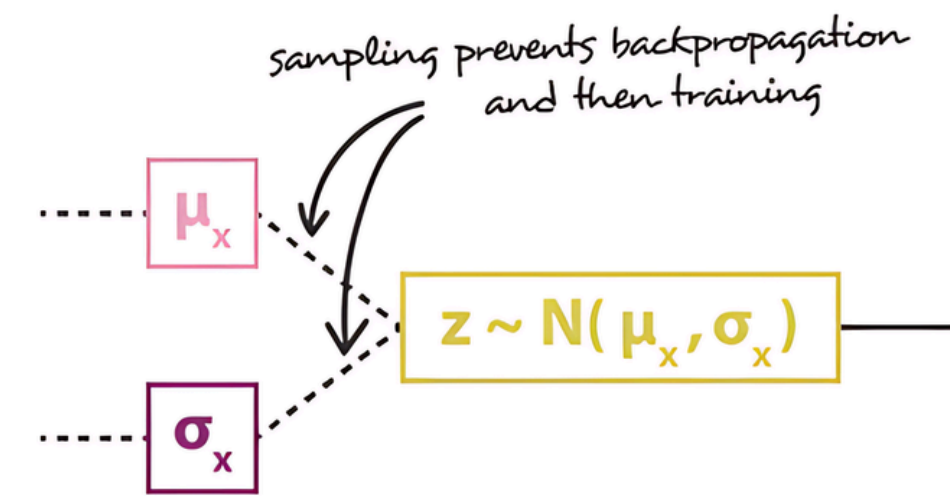 sampling prevents backpropagation
and then training
μₓ
z ~ N( μₓ , σₓ )
σₓ